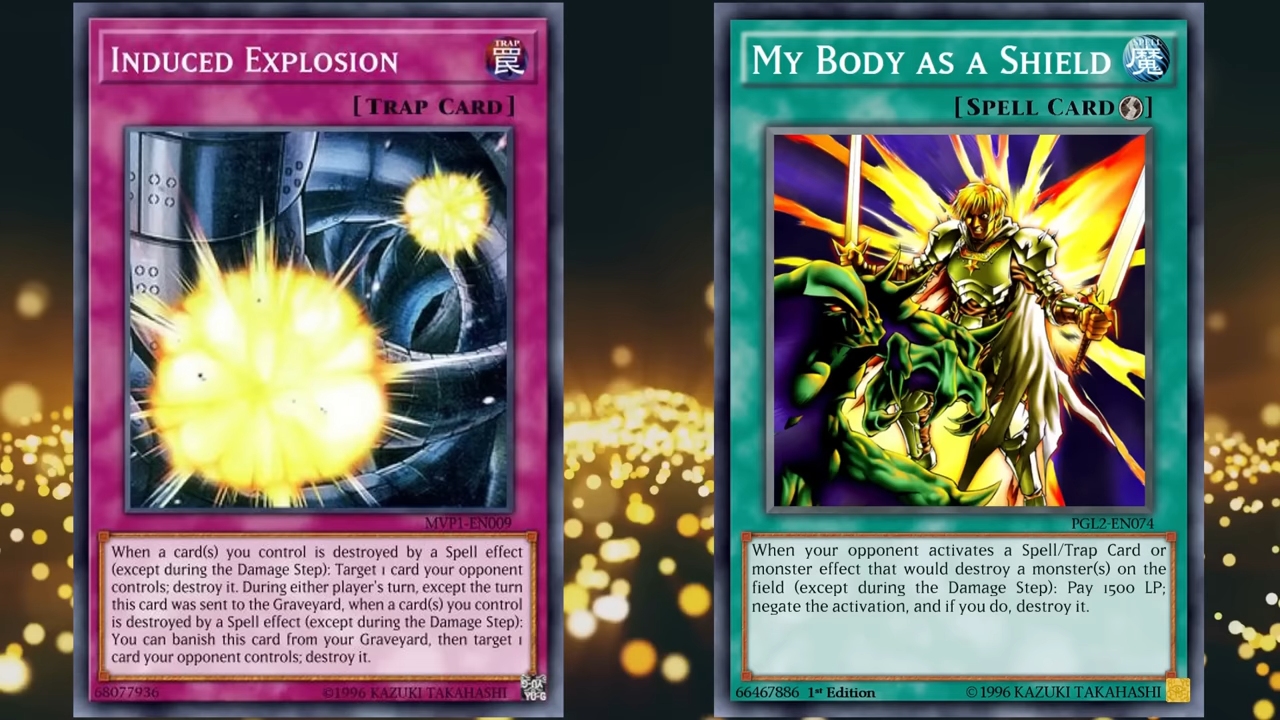 INDUCED EXPLOSION
TRAP
罠
[TRAP CARD]
MVP1-EN009
When a card(s) you control is destroyed by a Spell effect
(except during the Damage Step): Target 1 card your opponent
controls; destroy it. During either player's turn, except the turn
this card was sent to the Graveyard, when a card(s) you control
is destroyed by a Spell effect (except during the Damage Step):
You can banish this card from your Graveyard, then target 1
card your opponent controls; destroy it.
68077936
©1996 KAZUKI TAKAHASHI
MY BODY AS A SHIELD
魔
[SPELL CARD]
PGL2-EN074
When your opponent activates a Spell/Trap Card or
monster effect that would destroy a monster(s) on the
field (except during the Damage Step): Pay 1500 LP;
negate the activation, and if you do, destroy it.
66467886 1st Edition
© 1996 KAZUKI TAKAHASHI